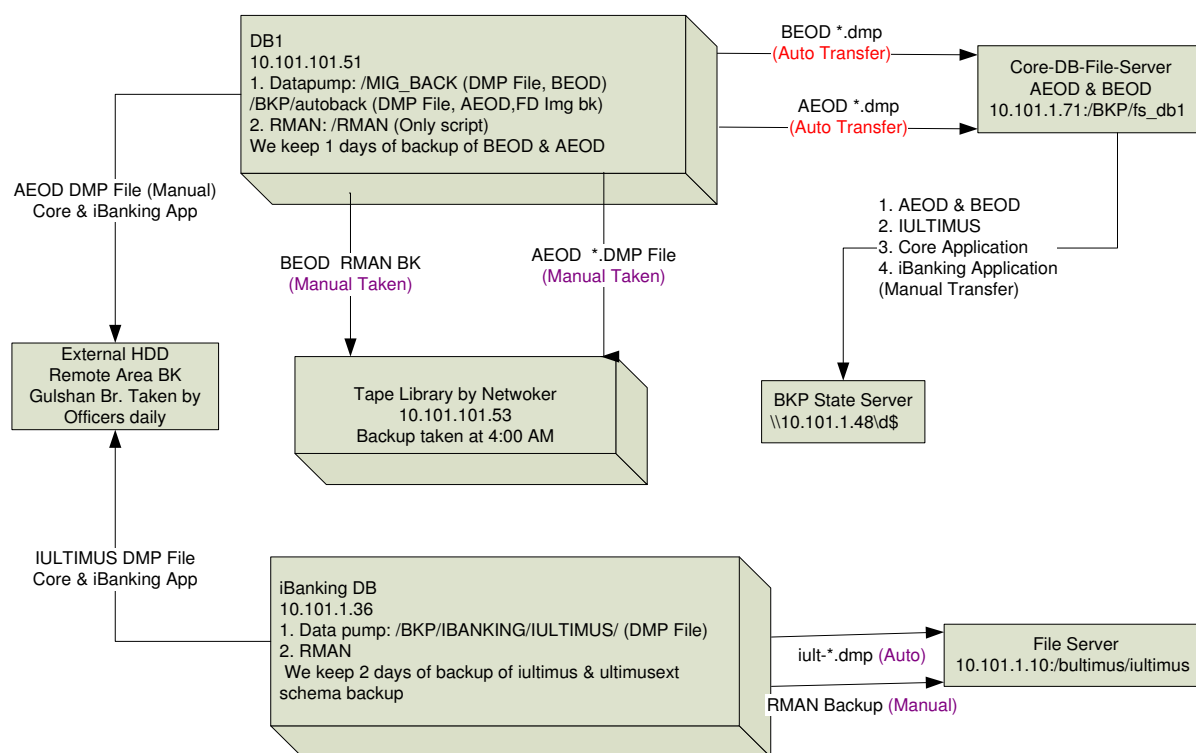 DB1
10.101.101.51
1. Datapump: /MIG_BACK (DMP File, BEOD)
/BKP/autoback (DMP File, AEOD,FD Img bk)
2. RMAN: /RMAN (Only script)
We keep 1 days of backup of BEOD & AEOD
BEOD *.dmp
(Auto Transfer)
AEOD *.dmp
(Auto Transfer)
Core-DB-File-Server
AEOD & BEOD
10.101.1.71:/BKP/fs_db1
AEOD DMP File (Manual)
Core & iBanking App
BEOD RMAN BK
(Manual Taken)
AEOD *.DMP File
(Manual Taken)
1. AEOD & BEOD
2. IULTIMUS
3. Core Application
4. iBanking Application
(Manual Transfer)
External HDD
Remote Area BK
Gulshan Br. Taken by
Officers daily
Tape Library by Netwoker
10.101.101.53
Backup taken at 4:00 AM
BKP State Server
\\10.101.1.48\d$
IULTIMUS DMP File
Core & iBanking App
iBanking DB
10.101.1.36
1. Data pump: /BKP/IBANKING/IULTIMUS/ (DMP File)
2. RMAN
We keep 2 days of backup of iultimus & ultimusext
schema backup
iult-*.dmp (Auto)
RMAN Backup (Manual)
File Server
10.101.1.10:/bultimus/iultimus